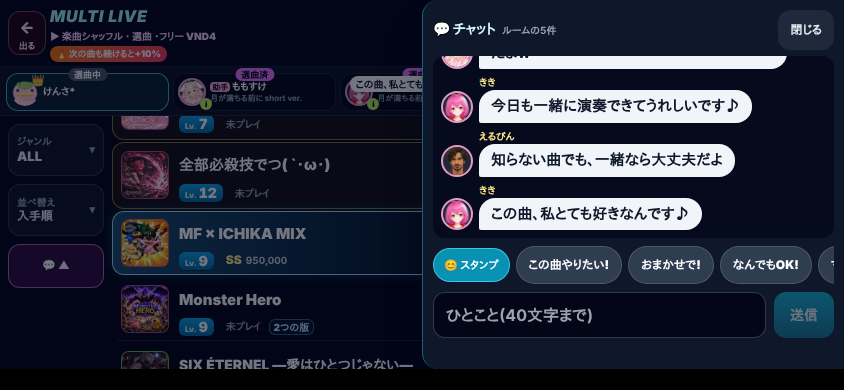 MULTI LIVE
出る
▶ 楽曲シャッフル・選曲・フリー VND4
🔥 次の曲も続けると+10%
選曲中
けんさ*
選曲済
助手 ももすけ
月が満ちる前に short ver.
この曲、私とても
ジャンル
ALL
▼
並べ替え
入手順
▼
💬 ▲
Lv. 7 未プレイ
全部必殺技でつ(｀･ω･)
Lv. 12 未プレイ
MF × ICHIKA MIX
Lv. 9 SS 950,000
Monster Hero
Lv. 9 未プレイ 2つの版
SIX ÉTERNEL —愛はひとつじゃない—
💬 チャット ルームの5件
閉じる
きき
今日も一緒に演奏できてうれしいです♪
えるびん
知らない曲でも、一緒なら大丈夫だよ
きき
この曲、私とても好きなんです♪
😊 スタンプ
この曲やりたい!
おまかせで!
なんでもOK!
ひとこと(40文字まで)
送信